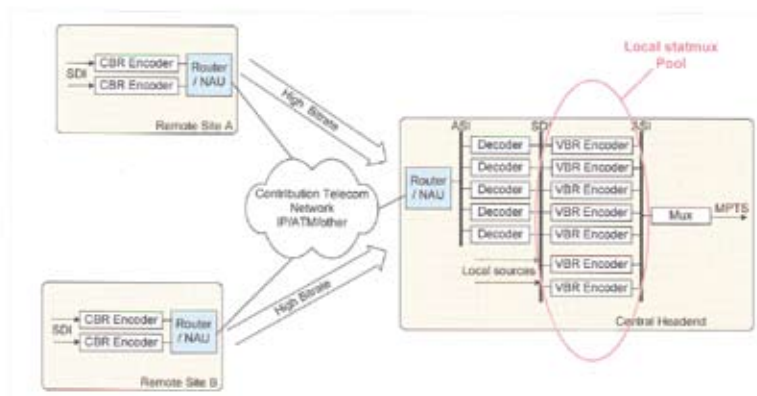 Local statmux
Pool
SDI
CBR Encoder
CBR Encoder
Router
/ NAU
Remote Site A
High Bitrate
Contribution Telecom
Network
IP/ATM/other
High Bitrate
SDI
CBR Encoder
CBR Encoder
Router
/ NAU
Remote Site B
Router
/ NAU
ASI
SDI
ASI
Decoder
VBR Encoder
Decoder
VBR Encoder
Decoder
VBR Encoder
Decoder
VBR Encoder
Decoder
VBR Encoder
Local sources
VBR Encoder
VBR Encoder
Mux
MPTS
Central Headend